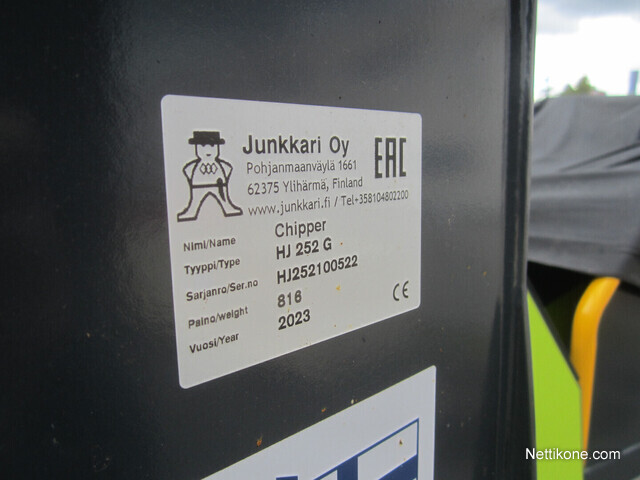 Junkkari Oy
EAC
Pohjanmaanväylä 1661
62375 Ylihärmä, Finland
www.junkkari.fi / Tel+358104802200
Nimi/Name Chipper
Tyyppi/Type HJ 252 G
Sarjanro/Ser.no HJ252100522
Paino/weight 816
Vuosi/Year 2023
CE
Nettikone.com